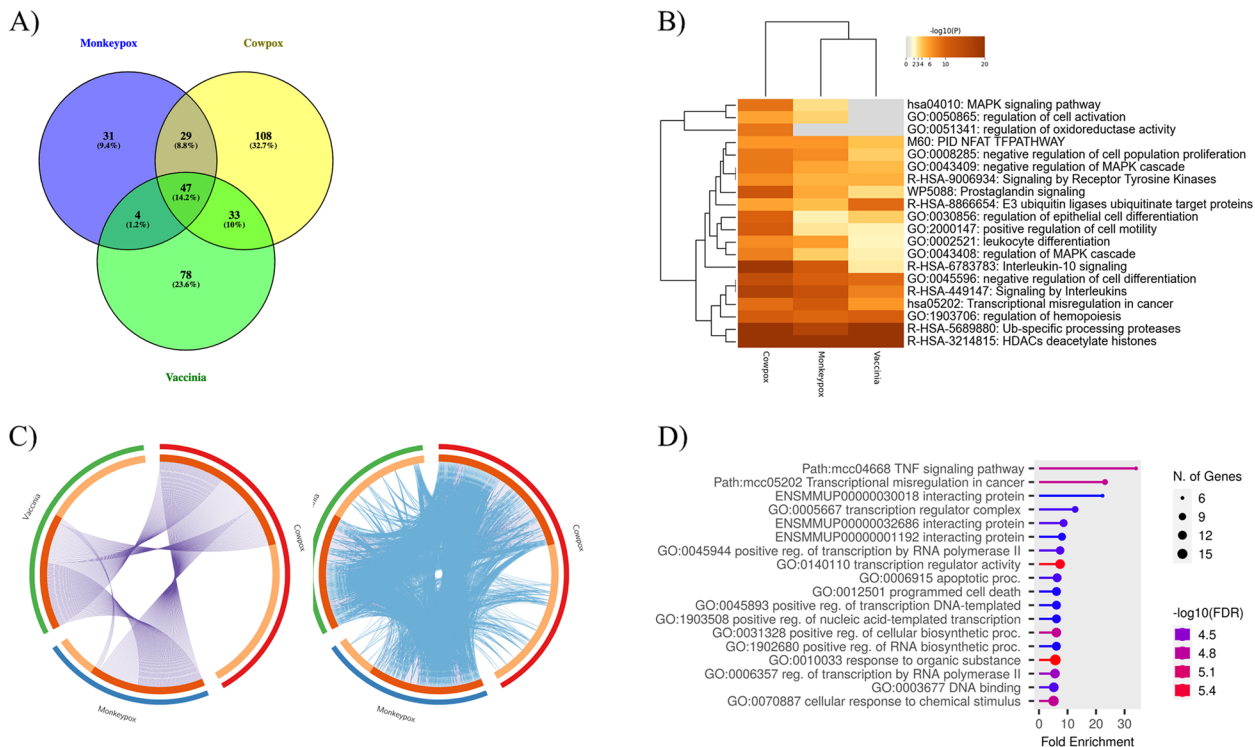 A)
Monkeypox
Cowpox
31
(9.4%)
29
(8.8%)
108
(32.7%)
47
(14.2%)
4
(1.2%)
33
(10%)
78
(23.6%)
Vaccinia
B)
-log10(P)
0 2 3 4 6 10 20
hsa04010: MAPK signaling pathway
GO:0050865: regulation of cell activation
GO:0051341: regulation of oxidoreductase activity
M60: PID NFAT TFPATHWAY
GO:0008285: negative regulation of cell population proliferation
GO:0043409: negative regulation of MAPK cascade
R-HSA-9006934: Signaling by Receptor Tyrosine Kinases
WP5088: Prostaglandin signaling
R-HSA-8866654: E3 ubiquitin ligases ubiquitinate target proteins
GO:0030856: regulation of epithelial cell differentiation
GO:2000147: positive regulation of cell motility
GO:0002521: leukocyte differentiation
GO:0043408: regulation of MAPK cascade
R-HSA-6783783: Interleukin-10 signaling
GO:0045596: negative regulation of cell differentiation
R-HSA-449147: Signaling by Interleukins
hsa05202: Transcriptional misregulation in cancer
GO:1903706: regulation of hemopoiesis
R-HSA-5689880: Ub-specific processing proteases
R-HSA-3214815: HDACs deacetylate histones
Cowpox
Monkeypox
Vaccinia
C)
Vaccinia
Cowpox
Monkeypox
Cowpox
Monkeypox
D)
Path:mcc04668 TNF signaling pathway
Path:mcc05202 Transcriptional misregulation in cancer
ENSMMUP00000030018 interacting protein
GO:0005667 transcription regulator complex
ENSMMUP00000032686 interacting protein
ENSMMUP00000001192 interacting protein
GO:0045944 positive reg. of transcription by RNA polymerase II
GO:0140110 transcription regulator activity
GO:0006915 apoptotic proc.
GO:0012501 programmed cell death
GO:0045893 positive reg. of transcription DNA-templated
GO:1903508 positive reg. of nucleic acid-templated transcription
GO:0031328 positive reg. of cellular biosynthetic proc.
GO:1902680 positive reg. of RNA biosynthetic proc.
GO:0010033 response to organic substance
GO:0006357 reg. of transcription by RNA polymerase II
GO:0003677 DNA binding
GO:0070887 cellular response to chemical stimulus
0 10 20 30
Fold Enrichment
N. of Genes
6
9
12
15
-log10(FDR)
4.5
4.8
5.1
5.4